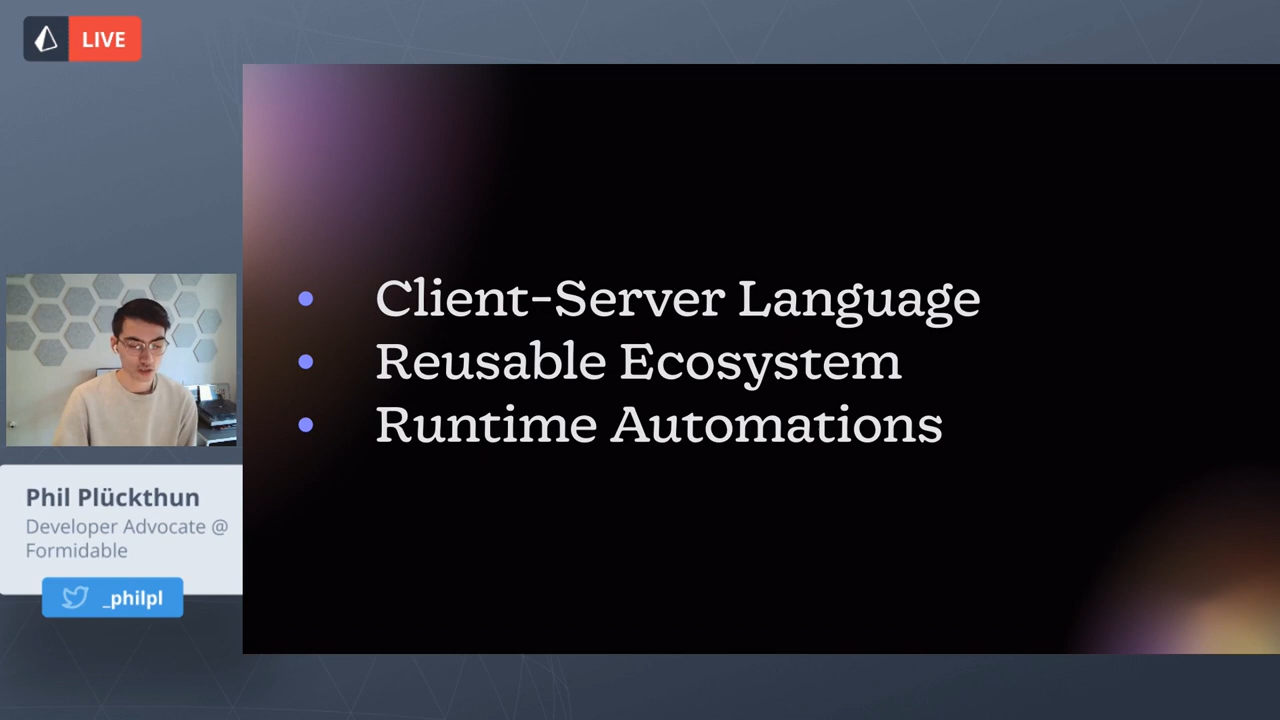 LIVE
Client-Server Language
Reusable Ecosystem
Runtime Automations
Phil Plückthun
Developer Advocate @
Formidable
_philpl